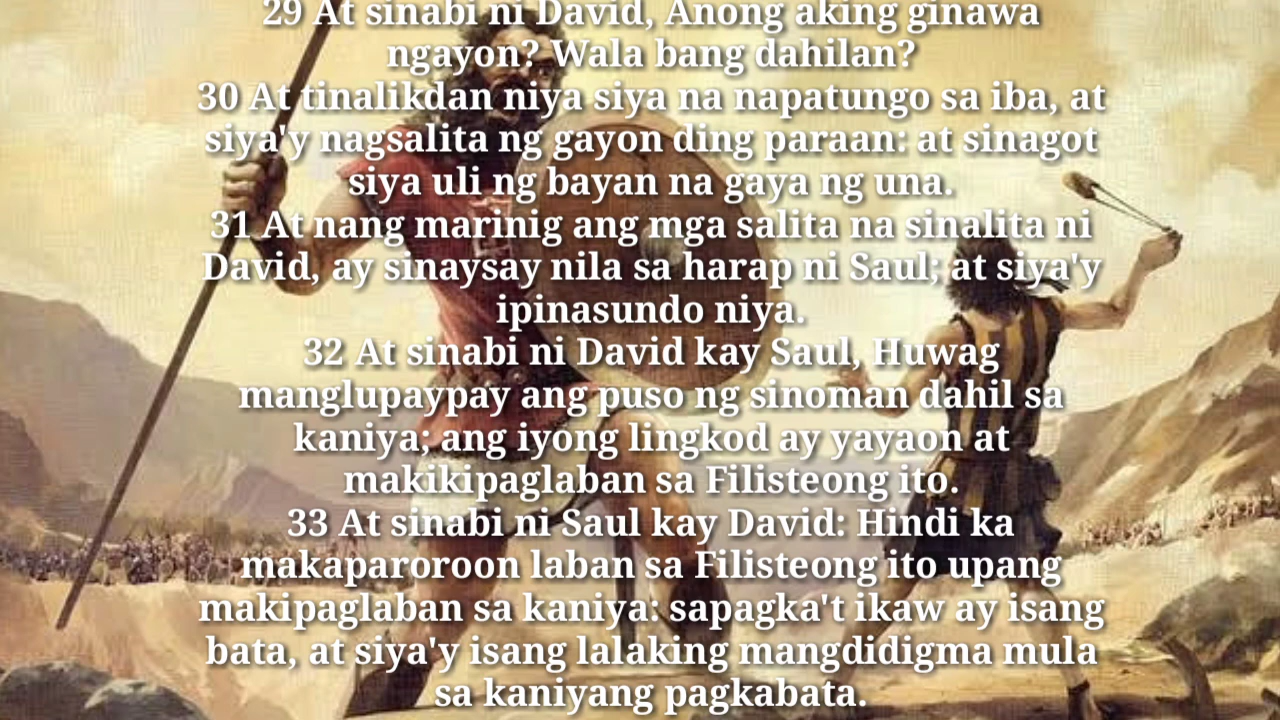 29 At sinabi ni David, Anong aking ginawa
ngayon? Wala bang dahilan?
30 At tinalikdan niya siya na napatungo sa iba, at
siya'y nagsalita ng gayon ding paraan: at sinagot
siya uli ng bayan na gaya ng una.
31 At nang marinig ang mga salita na sinalita ni
David, ay sinaysay nila sa harap ni Saul; at siya'y
ipinasundo niya.
32 At sinabi ni David kay Saul, Huwag
manglupaypay ang puso ng sinoman dahil sa
kaniya; ang iyong lingkod ay yayaon at
makikipaglaban sa Filisteong ito.
33 At sinabi ni Saul kay David: Hindi ka
makaparoroon laban sa Filisteong ito upang
makipaglaban sa kaniya: sapagka't ikaw ay isang
bata, at siya'y isang lalaking mangdidigma mula
sa kaniyang pagkabata.